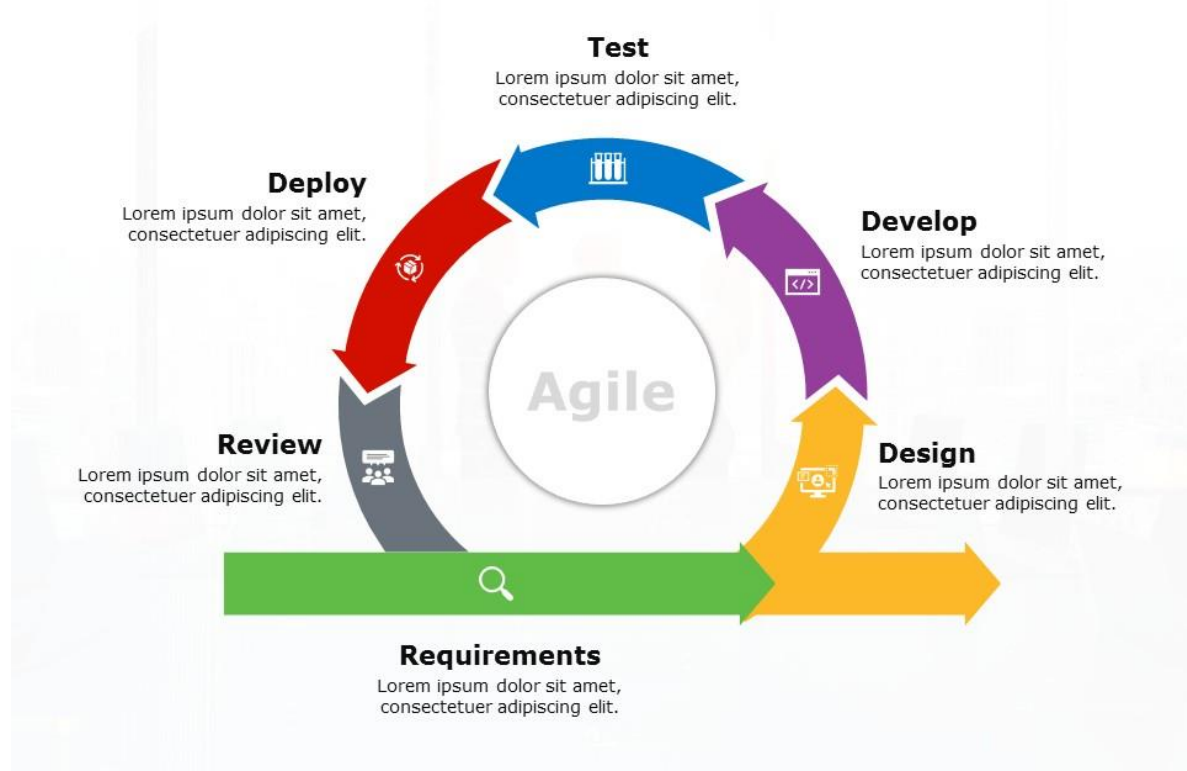 Test
Lorem ipsum dolor sit amet,
consectetuer adipiscing elit.
Deploy
Lorem ipsum dolor sit amet,
consectetuer adipiscing elit.
Develop
Lorem ipsum dolor sit amet,
consectetuer adipiscing elit.
</>
Agile
Review
Lorem ipsum dolor sit amet,
consectetuer adipiscing elit.
Design
Lorem ipsum dolor sit amet,
consectetuer adipiscing elit.
Requirements
Lorem ipsum dolor sit amet,
consectetuer adipiscing elit.